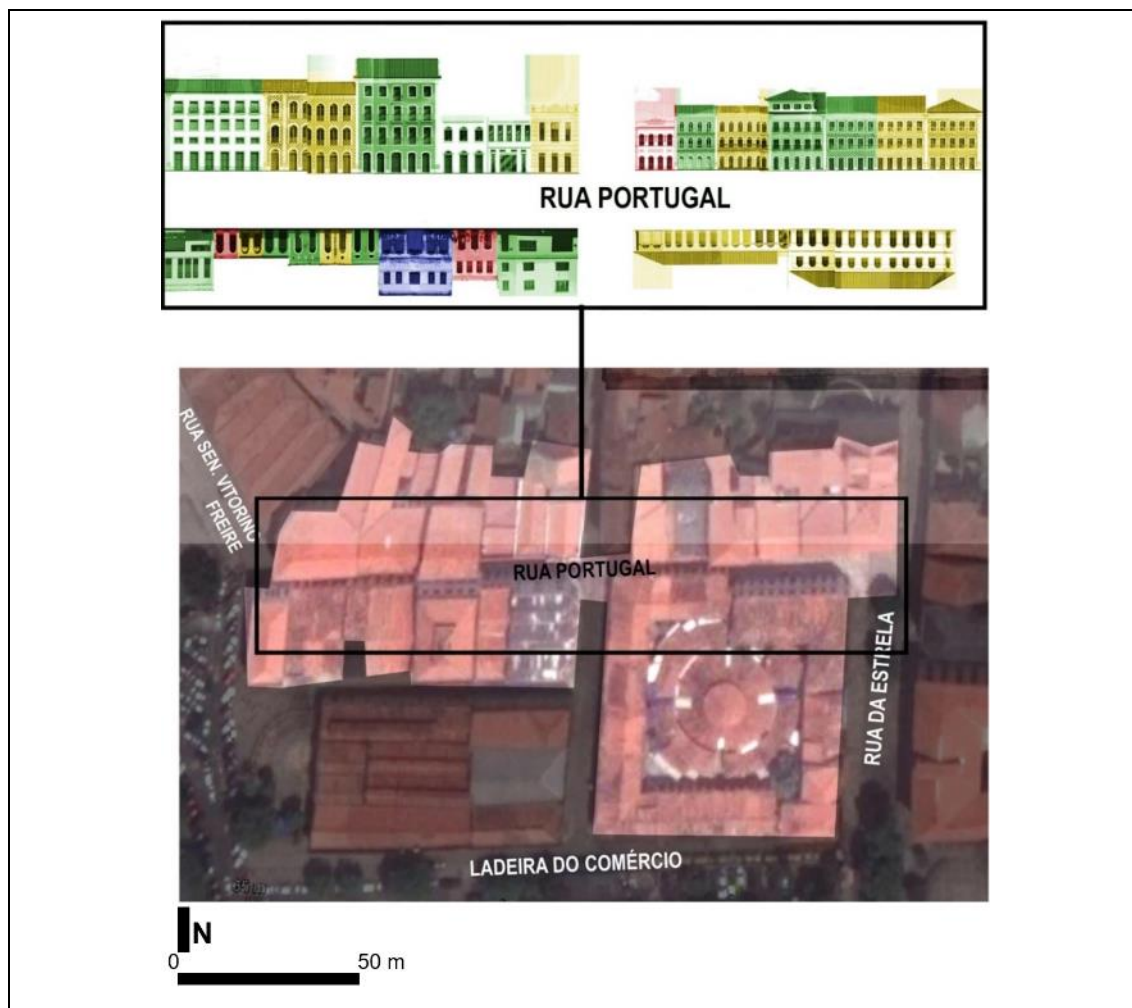 RUA PORTUGAL
RUA SEN. VITORINO
FREIRE
RUA PORTUGAL
RUA DA ESTRELA
LADEIRA DO COMÉRCIO
N
0 50 m